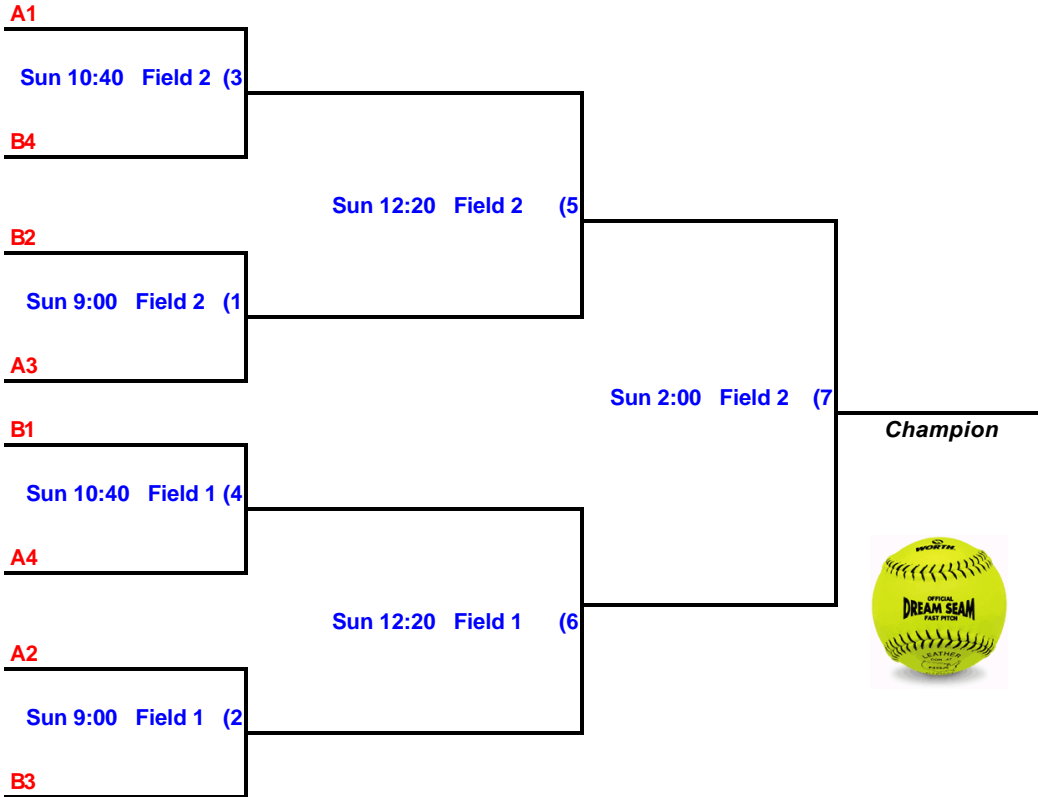 A1
Sun 10:40 Field 2 (3
B4
Sun 12:20 Field 2 (5
B2
Sun 9:00 Field 2 (1
A3
Sun 2:00 Field 2 (7
Champion
B1
Sun 10:40 Field 1 (4
A4
Sun 12:20 Field 1 (6
A2
Sun 9:00 Field 1 (2
B3
WORTH
OFFICIAL
DREAM SEAM
FAST PITCH
LEATHER